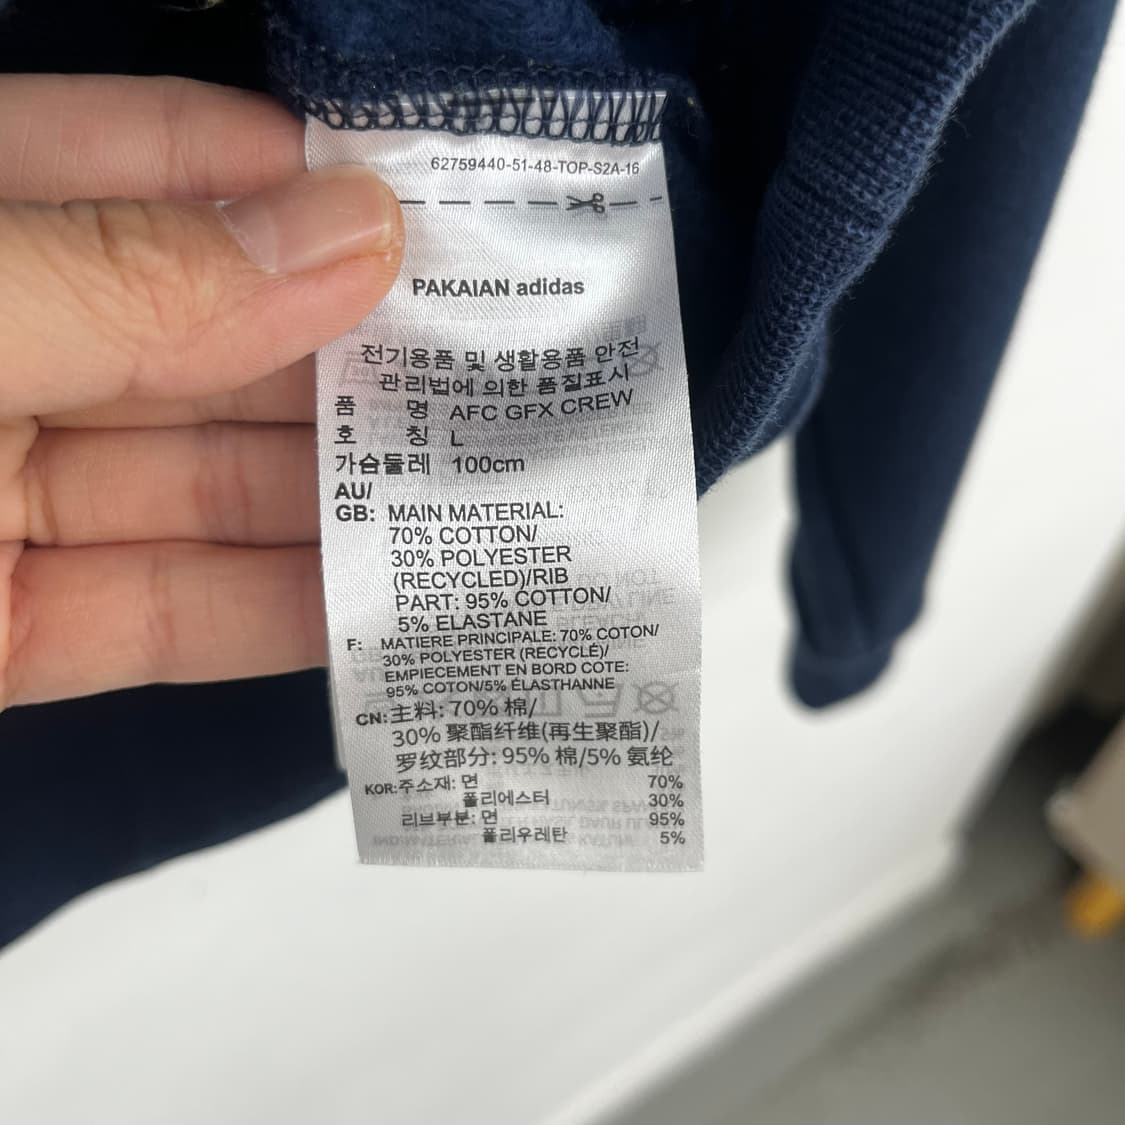 62759440-51-48-TOP-S2A-16
PAKAIAN adidas
전기용품 및 생활용품 안전
관리법에 의한 품질표시
품 명 AFC GFX CREW
호 칭 L
가슴둘레 100cm
AU/
GB: MAIN MATERIAL:
70% COTTON/
30% POLYESTER
(RECYCLED)/RIB
PART: 95% COTTON/
5% ELASTANE
F: MATIERE PRINCIPALE: 70% COTON/
30% POLYESTER (RECYCLÉ)/
EMPIECEMENT EN BORD COTE:
95% COTON/5% ÉLASTHANNE
CN: 主料: 70% 棉/
30% 聚酯纤维(再生聚酯)/
罗纹部分: 95% 棉/5% 氨纶
KOR: 주소재: 면 70%
폴리에스터 30%
리브부분: 면 95%
폴리우레탄 5%